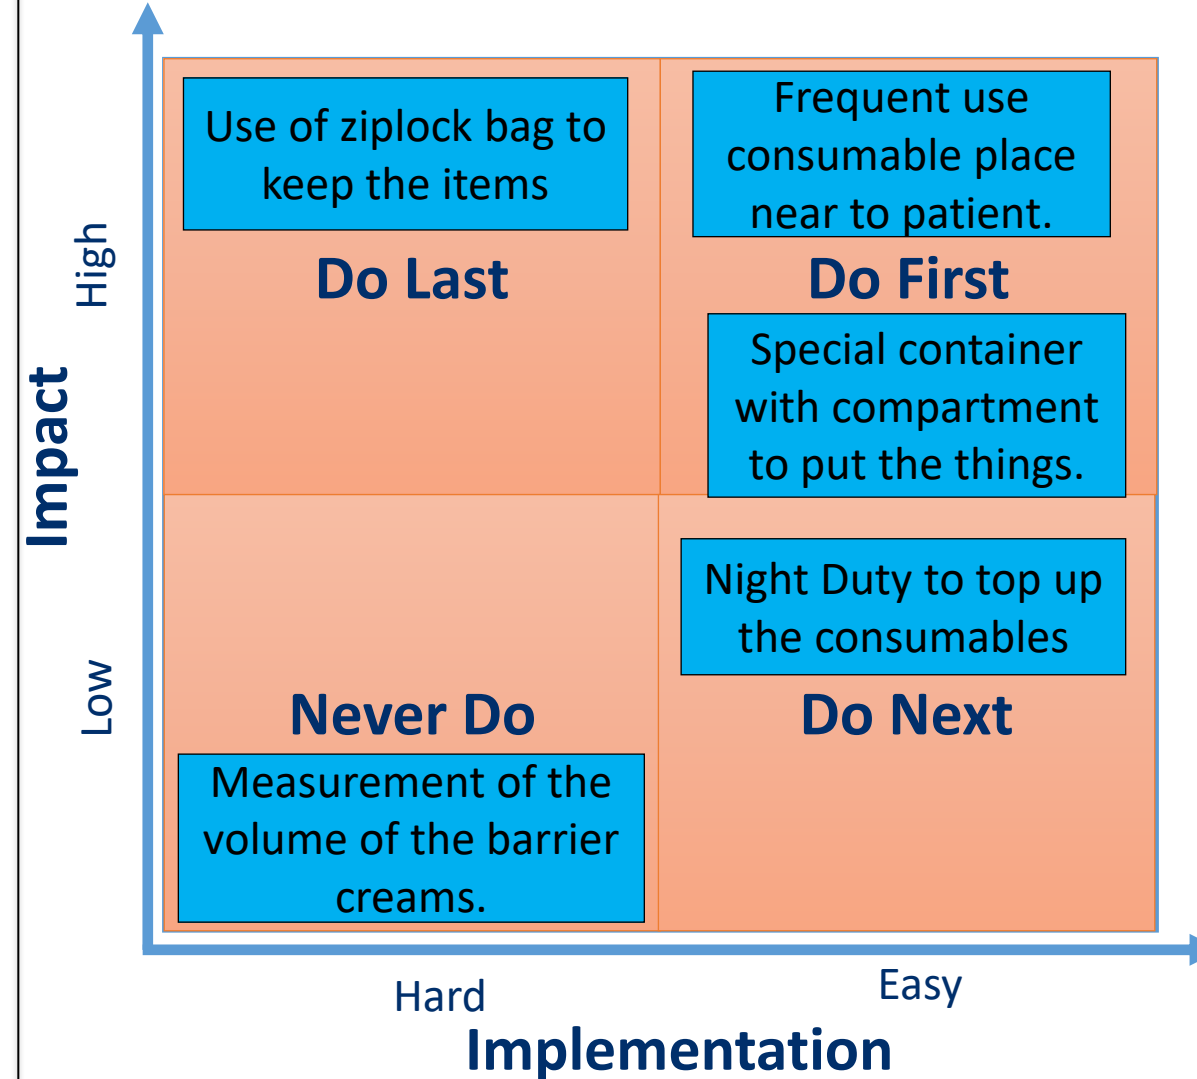 Use of ziplock bag to
keep the items
Frequent use
consumable place
near to patient.
Do Last
Do First
High
Special container
with compartment
to put the things.
Impact
Night Duty to top up
the consumables
Low
Never Do
Do Next
Measurement of the
volume of the barrier
creams.
Hard
Easy
Implementation